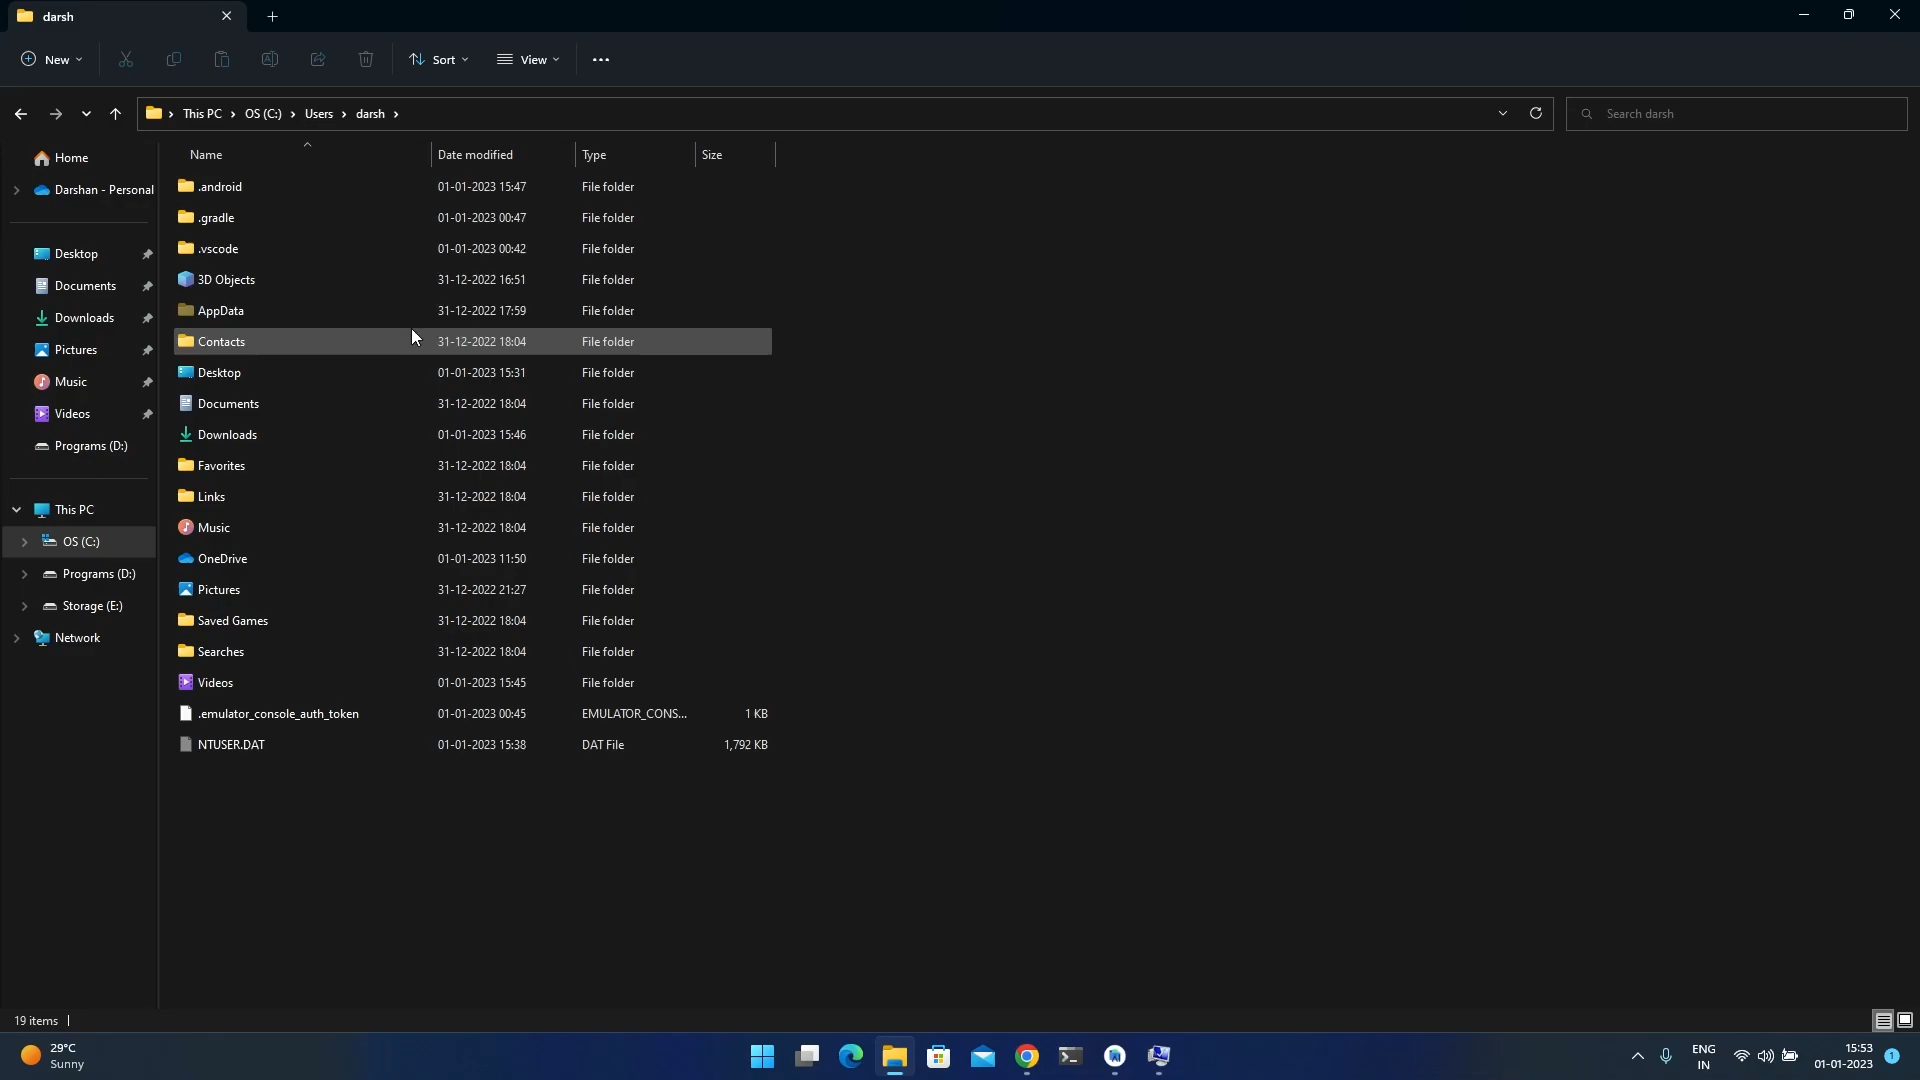 darsh
New
Sort
View
This PC
OS (C:)
Users
darsh
Search darsh
Home
Darshan - Personal
Desktop
Documents
Downloads
Pictures
Music
Videos
Programs (D:)
This PC
OS (C:)
Programs (D:)
Storage (E:)
Network
Name Date modified Type Size
.android 01-01-2023 15:47 File folder
.gradle 01-01-2023 00:47 File folder
.vscode 01-01-2023 00:42 File folder
3D Objects 31-12-2022 16:51 File folder
AppData 31-12-2022 17:59 File folder
Contacts 31-12-2022 18:04 File folder
Desktop 01-01-2023 15:31 File folder
Documents 31-12-2022 18:04 File folder
Downloads 01-01-2023 15:46 File folder
Favorites 31-12-2022 18:04 File folder
Links 31-12-2022 18:04 File folder
Music 31-12-2022 18:04 File folder
OneDrive 01-01-2023 11:50 File folder
Pictures 31-12-2022 21:27 File folder
Saved Games 31-12-2022 18:04 File folder
Searches 31-12-2022 18:04 File folder
Videos 01-01-2023 15:45 File folder
.emulator_console_auth_token 01-01-2023 00:45 EMULATOR_CONS... 1 KB
NTUSER.DAT 01-01-2023 15:38 DAT File 1,792 KB
19 items
29°C
Sunny
ENG
IN
15:53
01-01-2023
1